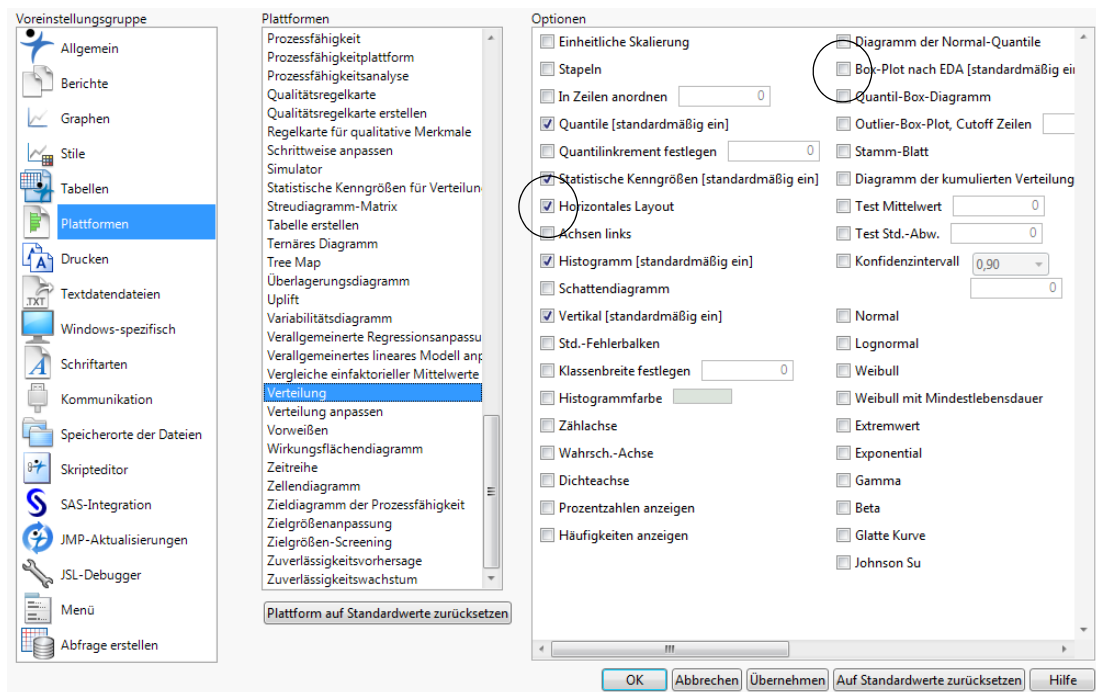 Voreinstellungsgruppe
Allgemein
Berichte
Graphen
Stile
Tabellen
Plattformen
Drucken
.TXT
Textdatendateien
Windows-spezifisch
Schriftarten
Kommunikation
Speicherorte der Dateien
Skripteditor
SAS-Integration
JMP-Aktualisierungen
JSL-Debugger
Menü
Abfrage erstellen
Plattformen
Prozessfähigkeit
Prozessfähigkeitplattform
Prozessfähigkeitsanalyse
Qualitätsregelkarte
Qualitätsregelkarte erstellen
Regelkarte für qualitative Merkmale
Schrittweise anpassen
Simulator
Statistische Kenngrößen für Verteilun
Streudiagramm-Matrix
Tabelle erstellen
Ternäres Diagramm
Tree Map
Überlagerungsdiagramm
Uplift
Variabilitätsdiagramm
Verallgemeinerte Regressionsanpassu
Verallgemeinertes lineares Modell anp
Vergleiche einfaktorieller Mittelwerte
Verteilung
Verteilung anpassen
Vorweißen
Wirkungsflächendiagramm
Zeitreihe
Zellendiagramm
Zieldiagramm der Prozessfähigkeit
Zielgrößenanpassung
Zielgrößen-Screening
Zuverlässigkeitsvorhersage
Zuverlässigkeitswachstum
Plattform auf Standardwerte zurücksetzen
Optionen
Einheitliche Skalierung
Stapeln
In Zeilen anordnen 0
Quantile [standardmäßig ein]
Quantilinkrement festlegen 0
Statistische Kenngrößen [standardmäßig ein]
Horizontales Layout
Achsen links
Histogramm [standardmäßig ein]
Schattendiagramm
Vertikal [standardmäßig ein]
Std.-Fehlerbalken
Klassenbreite festlegen 0
Histogrammfarbe
Zählachse
Wahrsch.-Achse
Dichteachse
Prozentzahlen anzeigen
Häufigkeiten anzeigen
Diagramm der Normal-Quantile
Box-Plot nach EDA [standardmäßig ein
Quantil-Box-Diagramm
Outlier-Box-Plot, Cutoff Zeilen
Stamm-Blatt
Diagramm der kumulierten Verteilung
Test Mittelwert 0
Test Std.-Abw. 0
Konfidenzintervall 0,90
0
Normal
Lognormal
Weibull
Weibull mit Mindestlebensdauer
Extremwert
Exponential
Gamma
Beta
Glatte Kurve
Johnson Su
OK Abbrechen Übernehmen Auf Standardwerte zurücksetzen Hilfe